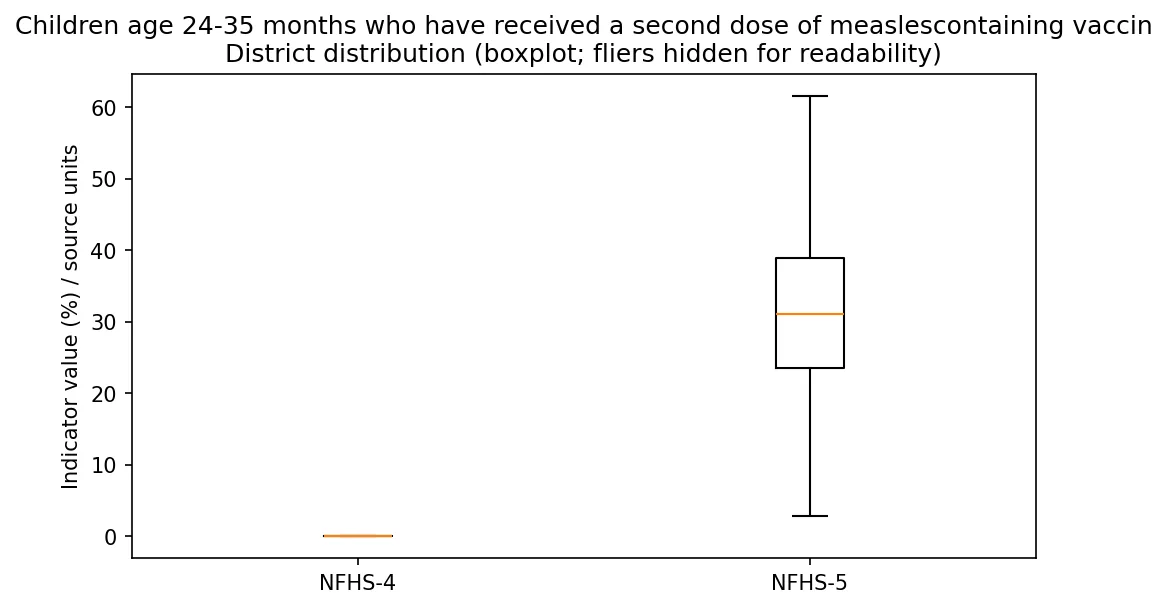 Children age 24-35 months who have received a second dose of measlescontaining vaccin
District distribution (boxplot; fliers hidden for readability)
Indicator value (%) / source units
60
50
40
30
20
10
0
NFHS-4
NFHS-5